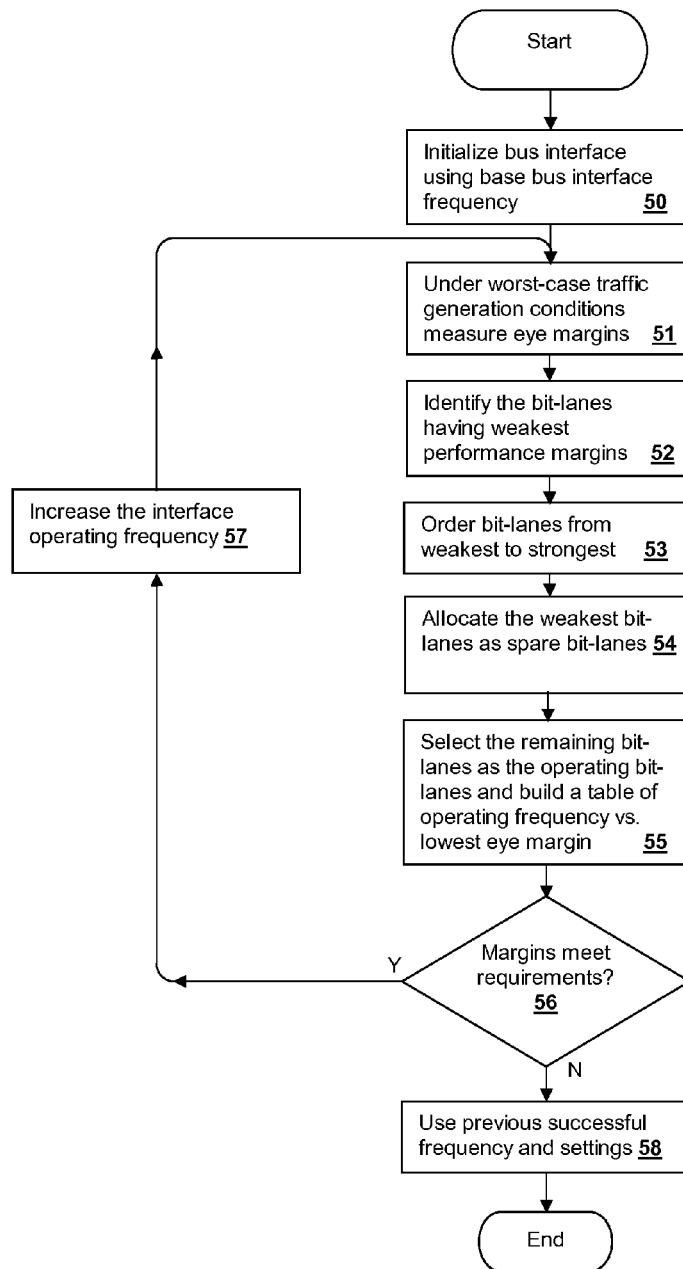 Start
Initialize bus interface
using base bus interface
frequency 50
Under worst-case traffic
generation conditions
measure eye margins 51
Identify the bit-lanes
having weakest
performance margins 52
Increase the interface
operating frequency 57
Order bit-lanes from
weakest to strongest 53
Allocate the weakest bit-
lanes as spare bit-lanes 54
Select the remaining bit-
lanes as the operating bit-
lanes and build a table of
operating frequency vs.
lowest eye margin 55
Y
Margins meet
requirements?
56
N
Use previous successful
frequency and settings 58
End